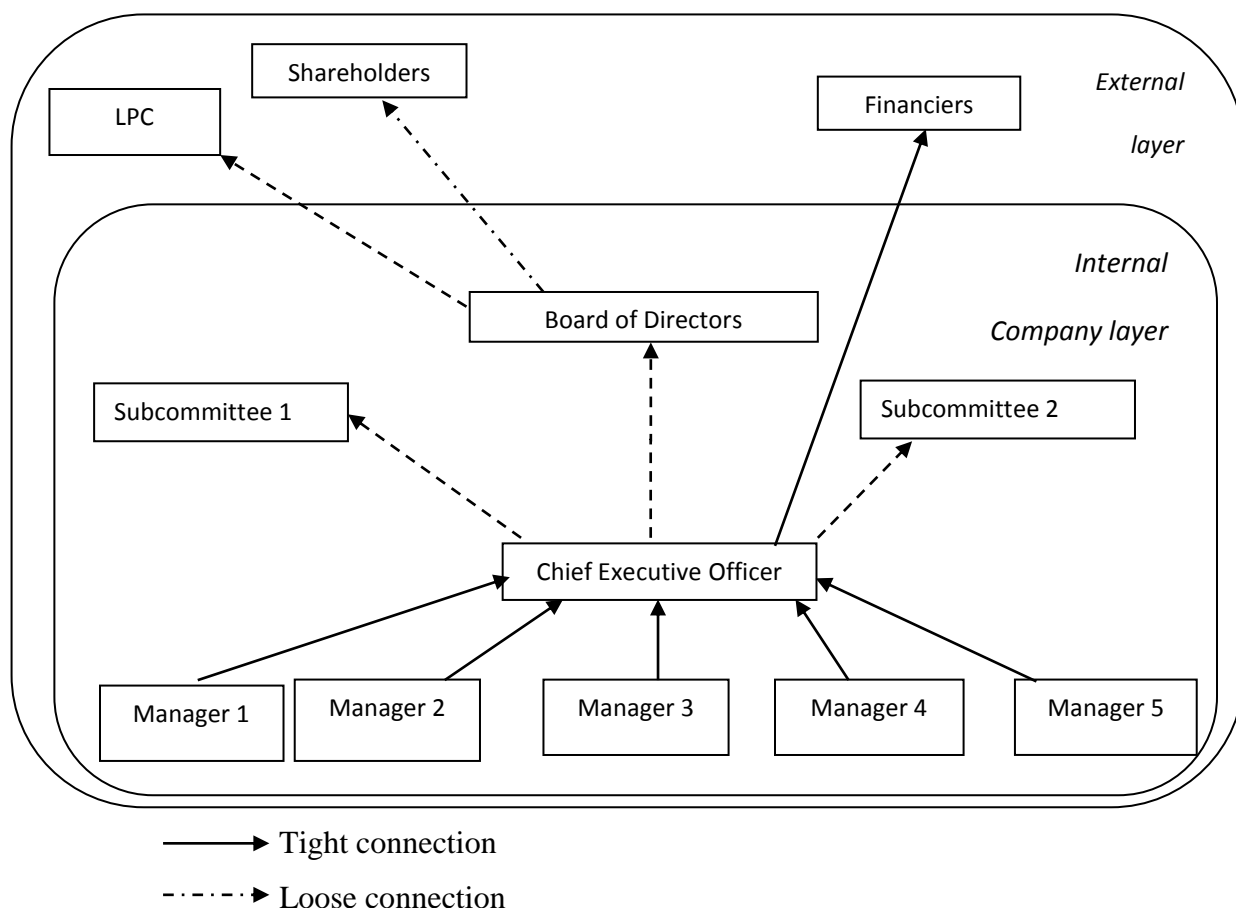 Shareholders
External
Financiers
LPC
layer
Internal
Board of Directors
Company layer
Subcommittee 1
Subcommittee 2
Chief Executive Officer
Manager 1
Manager 2
Manager 3
Manager 4
Manager 5
Tight connection
Loose connection